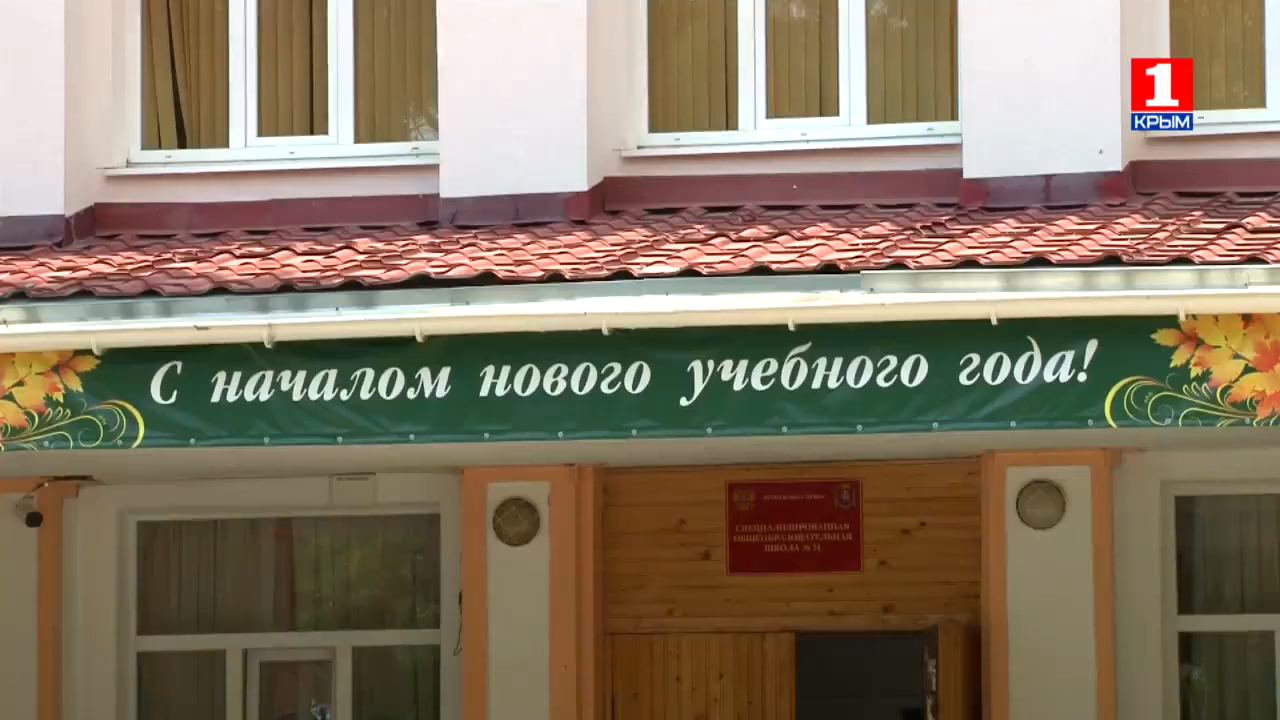 1
КРЫМ
С началом нового учебного года!
СПЕЦИАЛИЗИРОВАННАЯ
ОБЩЕОБРАЗОВАТЕЛЬНАЯ
ШКОЛА №